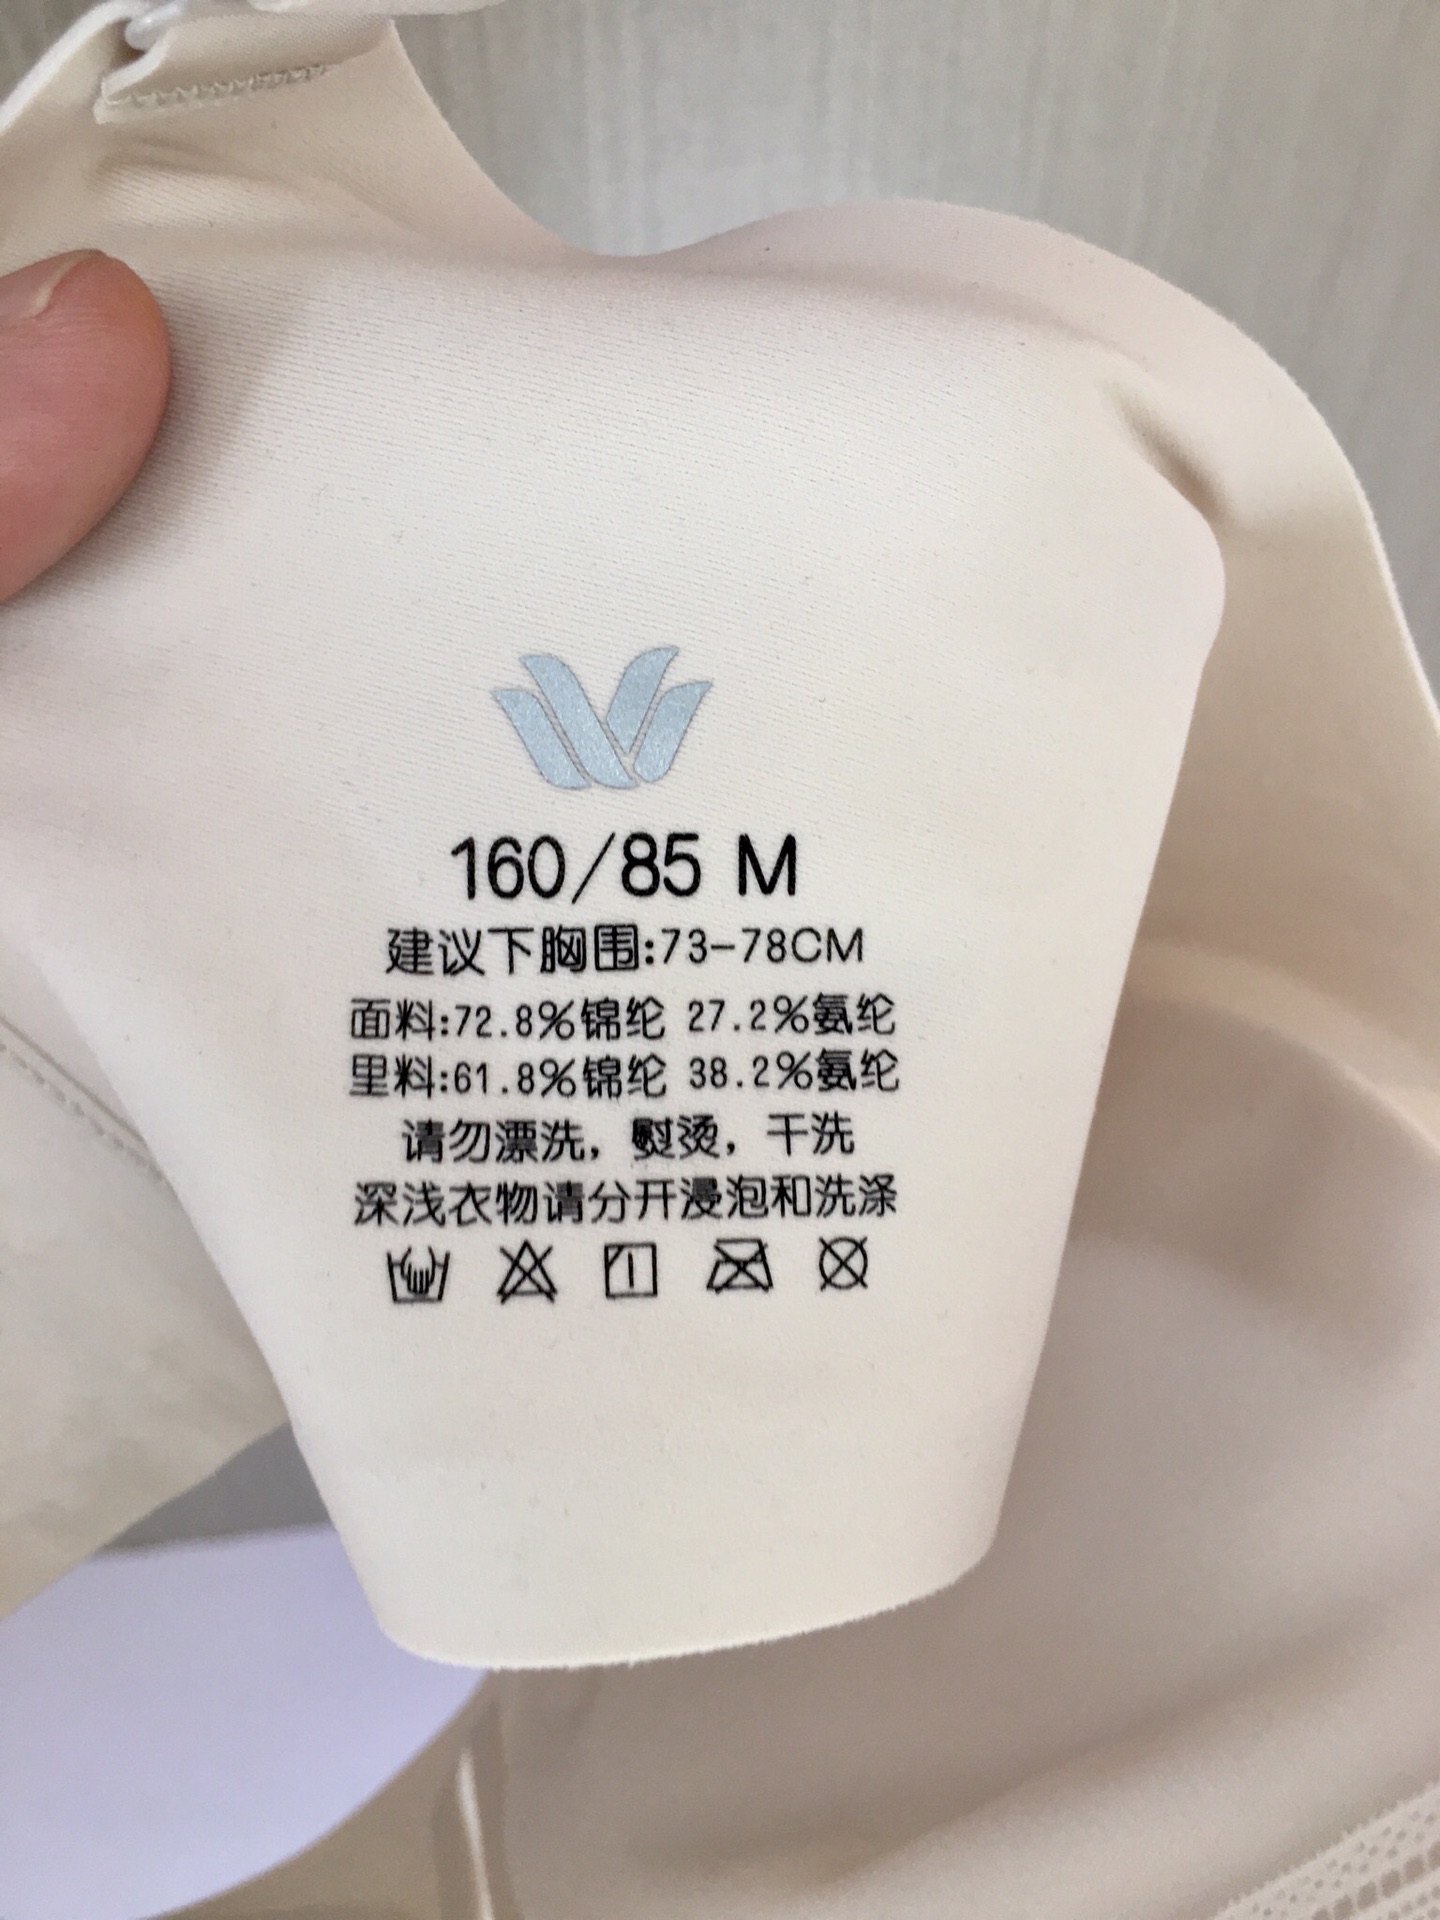 160/85 M
建议下胸围:73-78CM
面料:72.8%锦纶 27.2%氨纶
里料:61.8%锦纶 38.2%氨纶
请勿漂洗，熨烫，干洗
深浅衣物请分开浸泡和洗涤